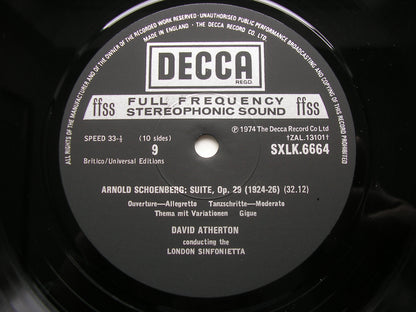 ALL RIGHTS OF THE MANUFACTURER AND OF THE OWNER OF THE RECORDED WORK RESERVED · UNAUTHORISED PUBLIC PERFORMANCE BROADCASTING AND COPYING OF THIS RECORD PROHIBITED
MADE IN ENGLAND · THE DECCA RECORD CO. LTD.
DECCA
REGD.
ffss FULL FREQUENCY STEREOPHONIC SOUND ffss
SPEED 33⅓ (10 sides)
9
Ⓟ 1974 The Decca Record Co Ltd
†ZAL.13101†
SXLK.6664
Britico/Universal Editions
ARNOLD SCHOENBERG: SUITE, Op. 29 (1924-26) (32.12)
Ouverture—Allegretto Tanzschritte—Moderato
Thema mit Variationen Gigue
DAVID ATHERTON
conducting the
LONDON SINFONIETTA